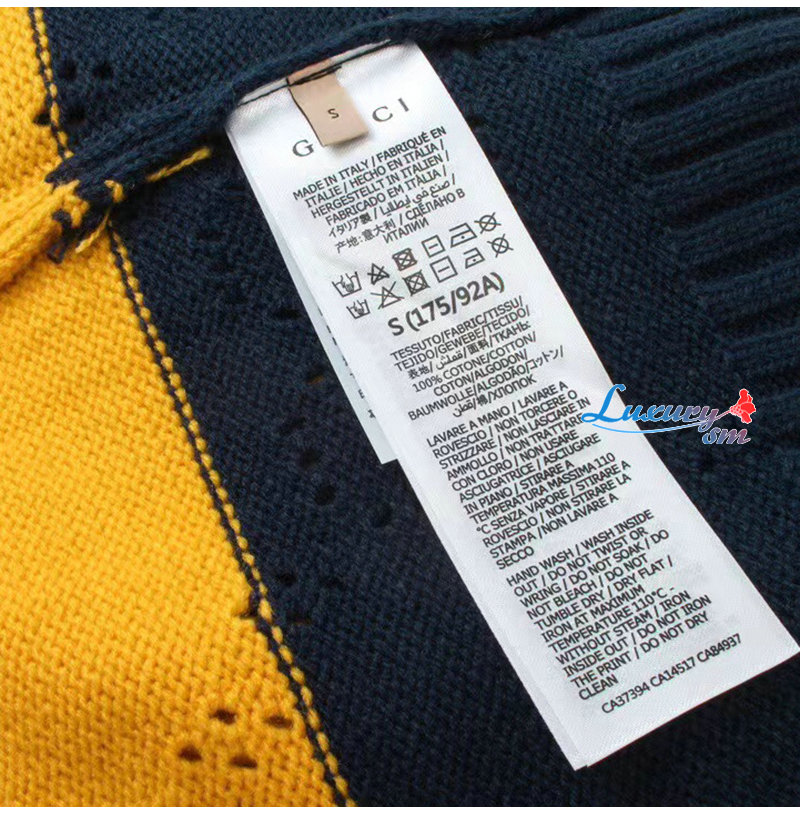 S
G CCI
MADE IN ITALY / FABRIQUÉ EN
ITALIE / HECHO EN ITALIA /
HERGESTELLT IN ITALIEN /
FABRICADO EM ITÁLIA /
イタリア製 / صنع في إيطاليا /
产地: 意大利 / СДЕЛАНО В
ИТАЛИИ
S (175/92A)
TESSUTO/FABRIC/TISSU/
TEJIDO/GEWEBE/TECIDO/
表地/قماش/面料/ТКАНЬ:
100% COTONE/COTTON/
COTON/ALGODON/
BAUMWOLLE/ALGODÃO/コットン/
قطن/棉/ХЛОПОК
LAVARE A MANO / LAVARE A
ROVESCIO / NON TORCERE O
STRIZZARE / NON LASCIARE IN
AMMOLLO / NON TRATTARE
CON CLORO / NON USARE
ASCIUGATRICE / ASCIUGARE
IN PIANO / STIRARE A
TEMPERATURA MASSIMA 110
°C SENZA VAPORE / STIRARE A
ROVESCIO / NON STIRARE LA
STAMPA / NON LAVARE A
SECCO
HAND WASH / WASH INSIDE
OUT / DO NOT TWIST OR
WRING / DO NOT SOAK / DO
NOT BLEACH / DO NOT
TUMBLE DRY / DRY FLAT /
IRON AT MAXIMUM
TEMPERATURE 110°C -
WITHOUT STEAM / IRON
INSIDE OUT / DO NOT IRON
THE PRINT / DO NOT DRY
CLEAN
CA37394 CA14517 CA84937
Luxury
sm